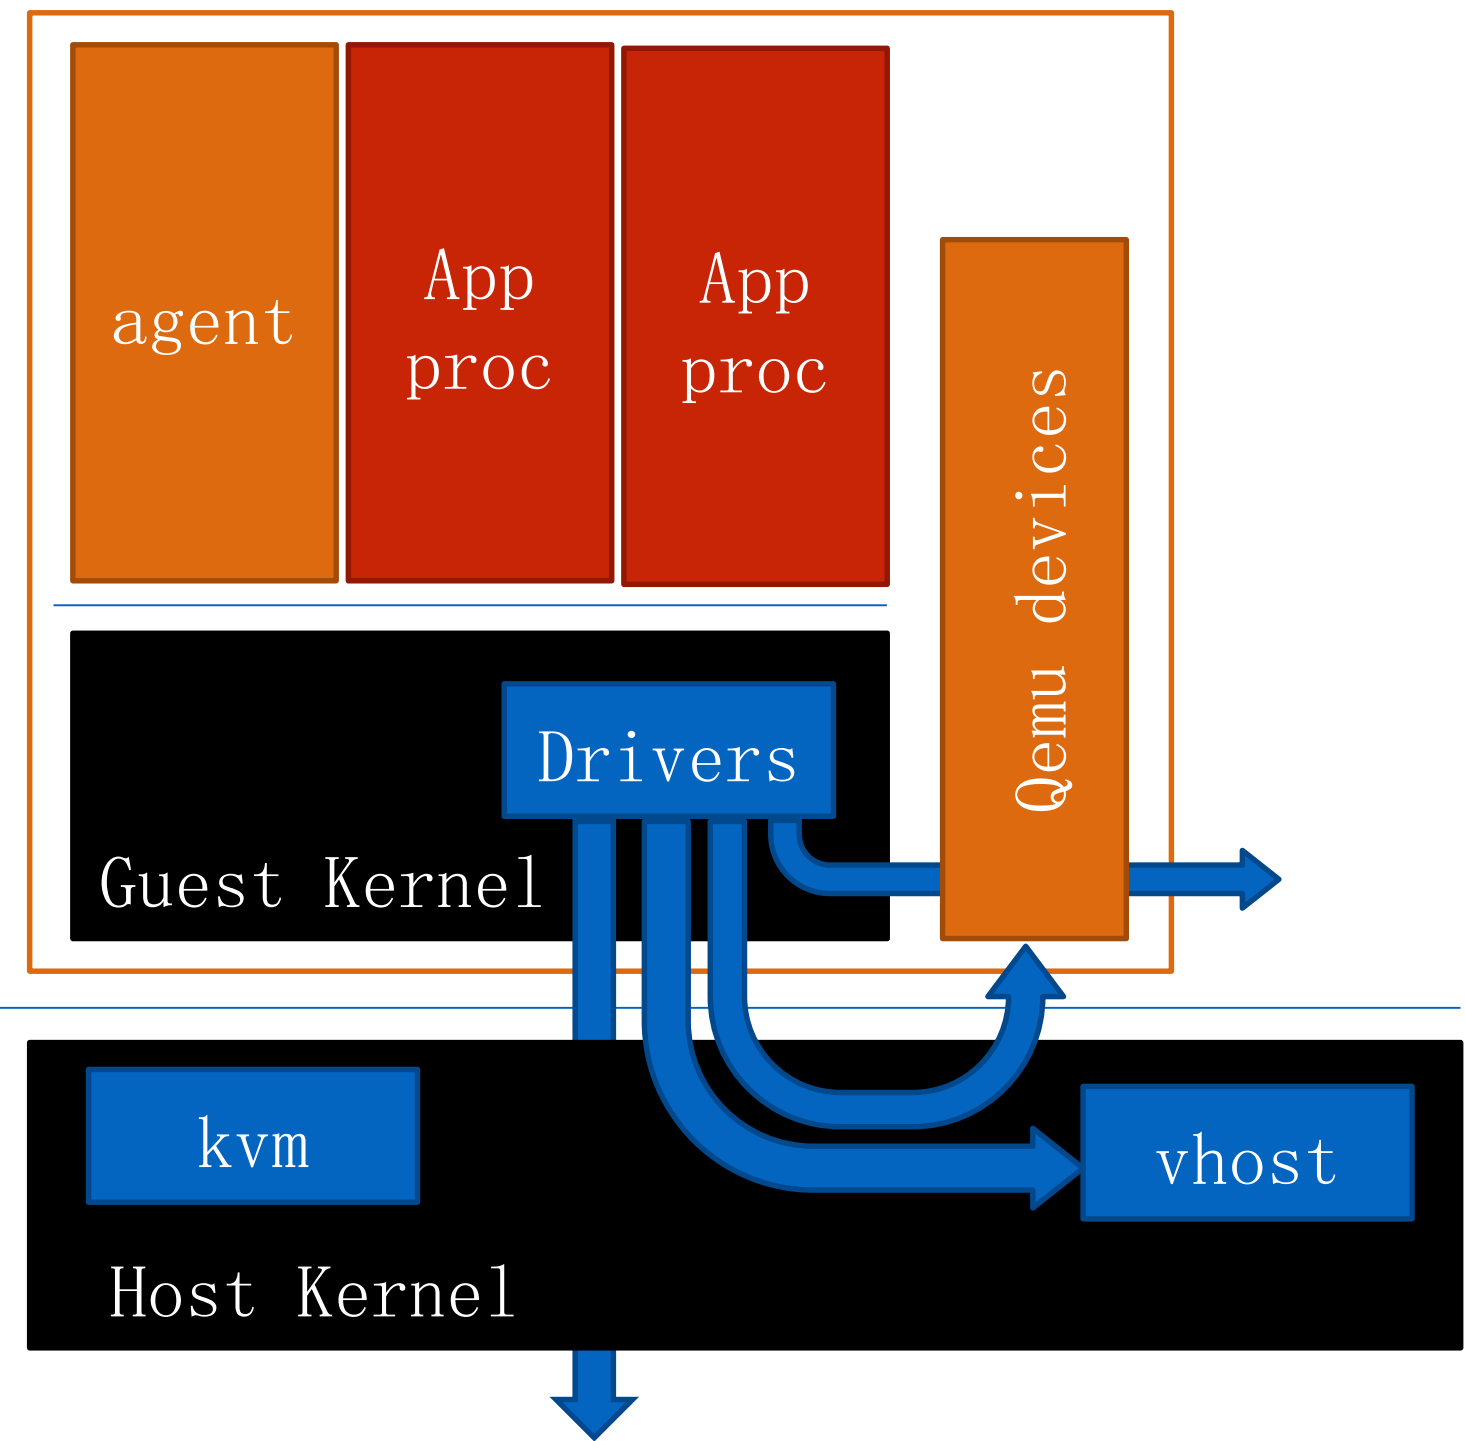 agent
App
proc
App
proc
Qemu devices
Drivers
Guest Kernel
kvm
vhost
Host Kernel